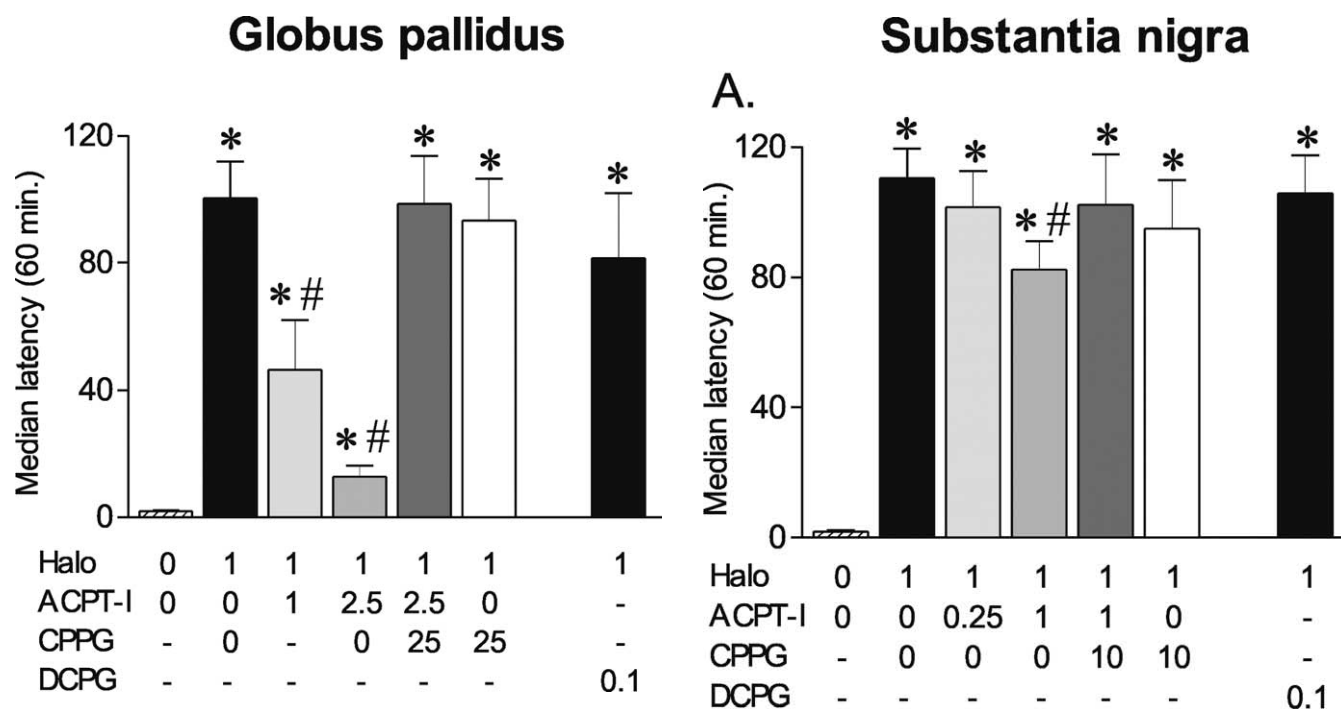 Globus pallidus
Median latency (60 min.)
120
80
40
0
*
*#
*#
*
*
*
Halo 0 1 1 1 1 1 1
ACPT-I 0 0 1 2.5 2.5 0 -
CPPG - 0 - 0 25 25 -
DCPG - - - - - - 0.1
Substantia nigra
A.
Median latency (60 min.)
120
80
40
0
*
*
*#
*
*
*
Halo 0 1 1 1 1 1 1
ACPT-I 0 0 0.25 1 1 0 -
CPPG - 0 0 0 10 10 -
DCPG - - - - - - 0.1